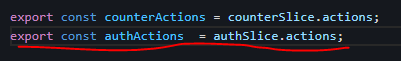 export const counterActions = counterSlice.actions;
export const authActions  = authSlice.actions;